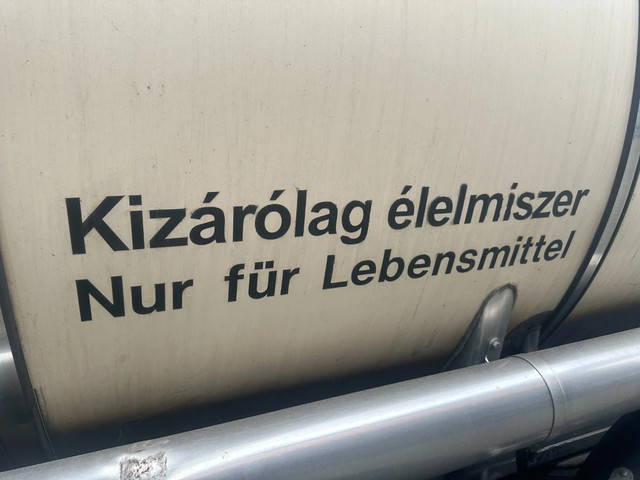 Kizárólag élelmiszer
Nur für Lebensmittel